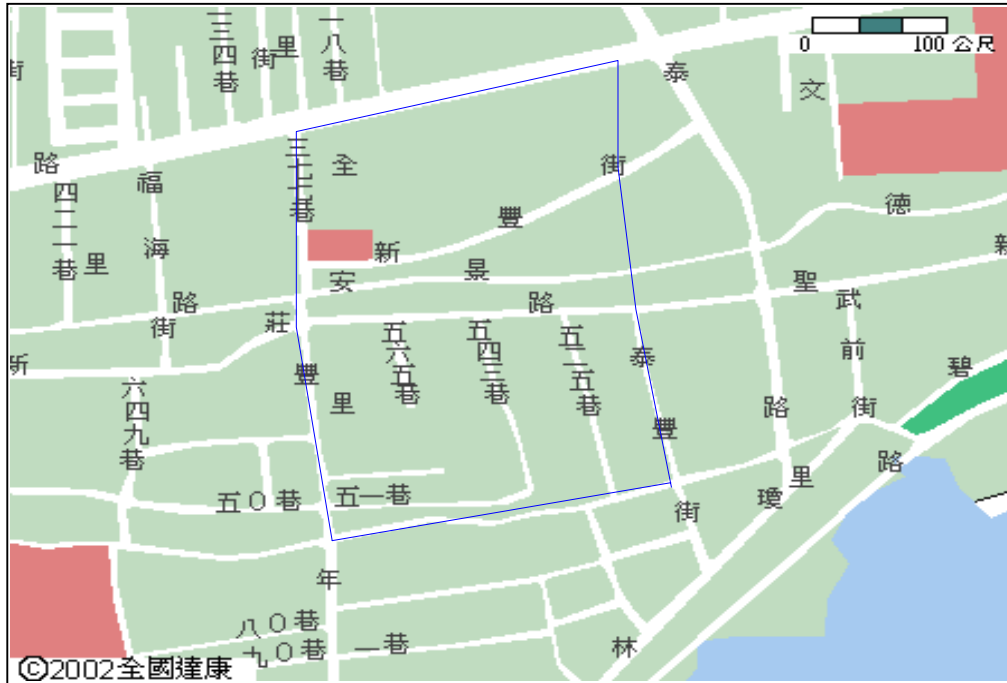 0 100 公尺
街
三三四巷
街里
一八巷
泰
文
路
四二一巷
里
福
海
街
三七七巷
全
街
豐
新
安
景
德
路
莊
路
聖
新
武
前
街
新
五六五巷
五四三巷
五一五巷
泰
豐
街
碧
豐
里
六四九巷
路
里
瓊
路
五〇巷
五一巷
年
八〇巷
九〇巷
一巷
林
©2002全國達康